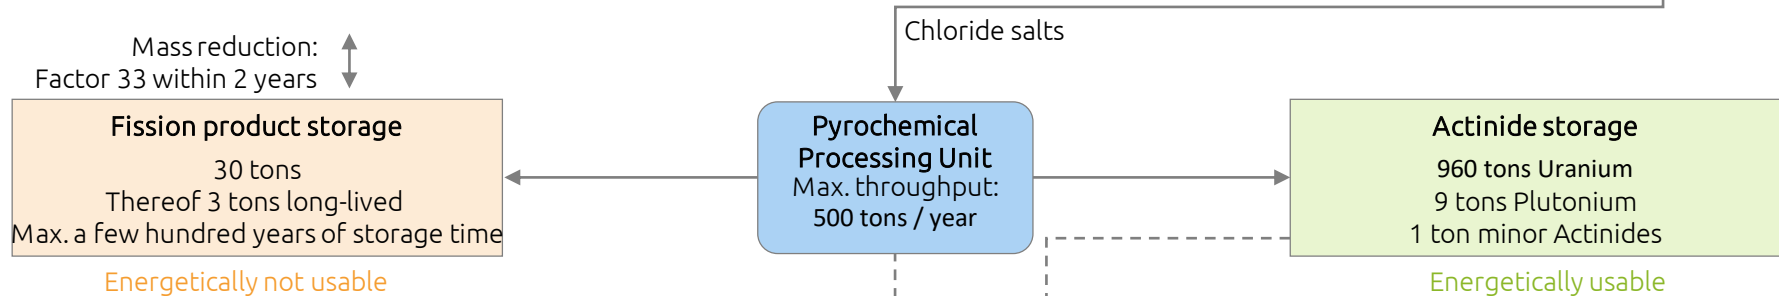 Chloride salts
Mass reduction:
Factor 33 within 2 years
Fission product storage
30 tons
Thereof 3 tons long-lived
Max. a few hundred years of storage time
Energetically not usable
Pyrochemical
Processing Unit
Max. throughput:
500 tons / year
Actinide storage
960 tons Uranium
9 tons Plutonium
1 ton minor Actinides
Energetically usable